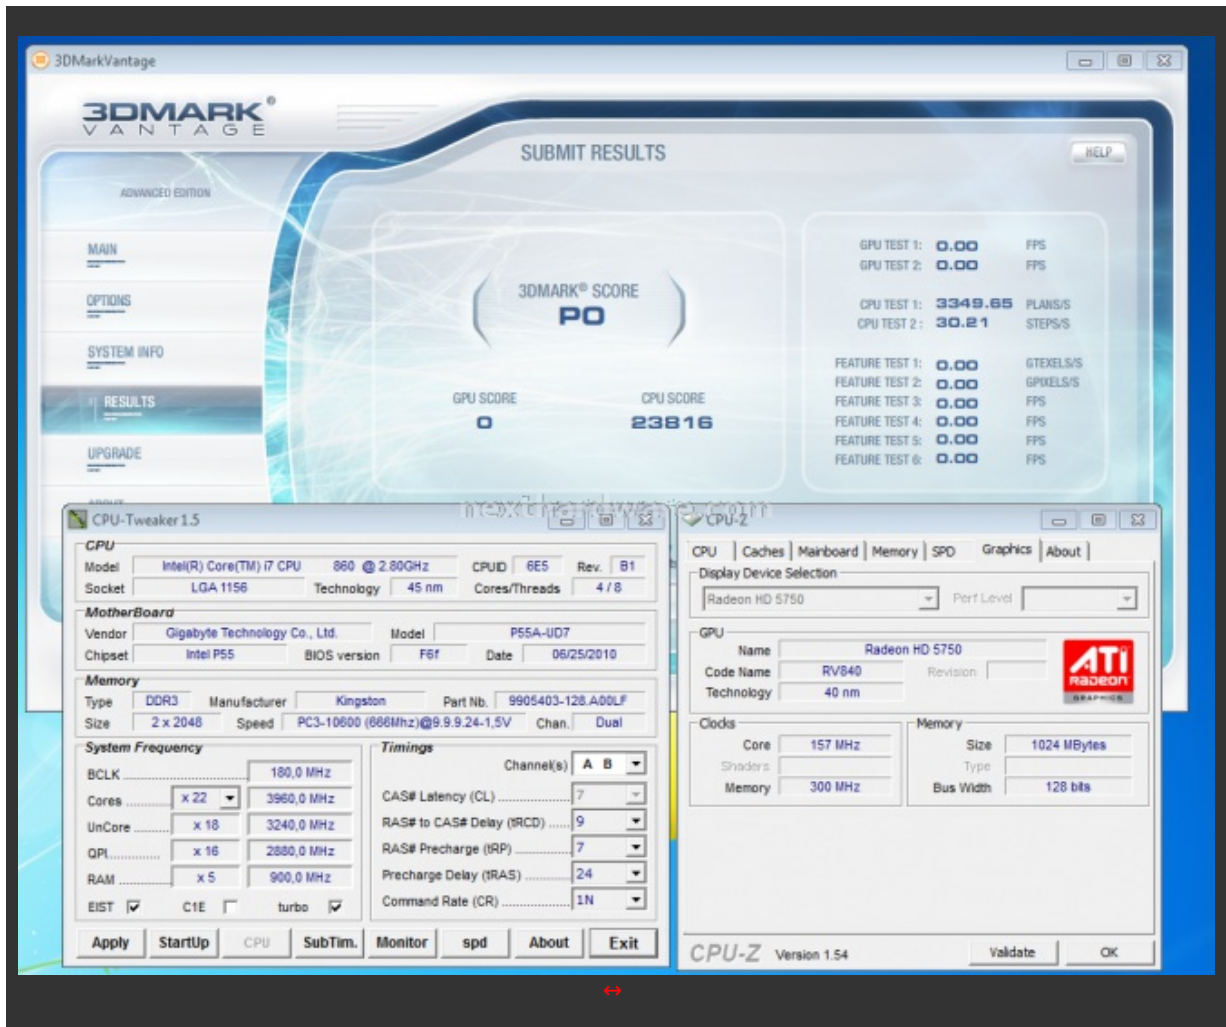 3DMarkVantage
3DMARK®
VANTAGE
SUBMIT RESULTS
HELP
ADVANCED EDITION
MAIN
OPTIONS
SYSTEM INFO
RESULTS
UPGRADE
ABOUT
3DMARK® SCORE
P0
GPU SCORE
0
CPU SCORE
23816
GPU TEST 1: 0.00 FPS
GPU TEST 2: 0.00 FPS
CPU TEST 1: 3349.65 PLANS/S
CPU TEST 2: 30.21 STEPS/S
FEATURE TEST 1: 0.00 GTEXELS/S
FEATURE TEST 2: 0.00 GPIXELS/S
FEATURE TEST 3: 0.00 FPS
FEATURE TEST 4: 0.00 FPS
FEATURE TEST 5: 0.00 FPS
FEATURE TEST 6: 0.00 FPS
nexthardware.com
CPU-Tweaker 1.5
CPU
Model Intel(R) Core(TM) i7 CPU 860 @ 2.80GHz CPUID 6E5 Rev. B1
Socket LGA 1156 Technology 45 nm Cores/Threads 4 / 8
MotherBoard
Vendor Gigabyte Technology Co., Ltd. Model P55A-UD7
Chipset Intel P55 BIOS version F6f Date 06/25/2010
Memory
Type DDR3 Manufacturer Kingston Part Nb. 9905403-128.A00LF
Size 2 x 2048 Speed PC3-10600 (666Mhz)@9.9.9.24-1,5V Chan. Dual
System Frequency
BCLK 180,0 MHz
Cores x 22 3960,0 MHz
UnCore x 18 3240,0 MHz
QPI x 16 2880,0 MHz
RAM x 5 900,0 MHz
EIST C1E turbo
Timings
Channel(s) A B
CAS# Latency (CL) 7
RAS# to CAS# Delay (tRCD) 9
RAS# Precharge (tRP) 7
Precharge Delay (tRAS) 24
Command Rate (CR) 1N
Apply StartUp CPU SubTim. Monitor spd About Exit
CPU-Z
CPU Caches Mainboard Memory SPD Graphics About
Display Device Selection
Radeon HD 5750 Perf Level
GPU
Name Radeon HD 5750
Code Name RV840 Revision
Technology 40 nm
ATI
RADEON
GRAPHICS
Clocks
Core 157 MHz
Shaders
Memory 300 MHz
Memory
Size 1024 MBytes
Type
Bus Width 128 bits
CPU-Z Version 1.54 Validate OK